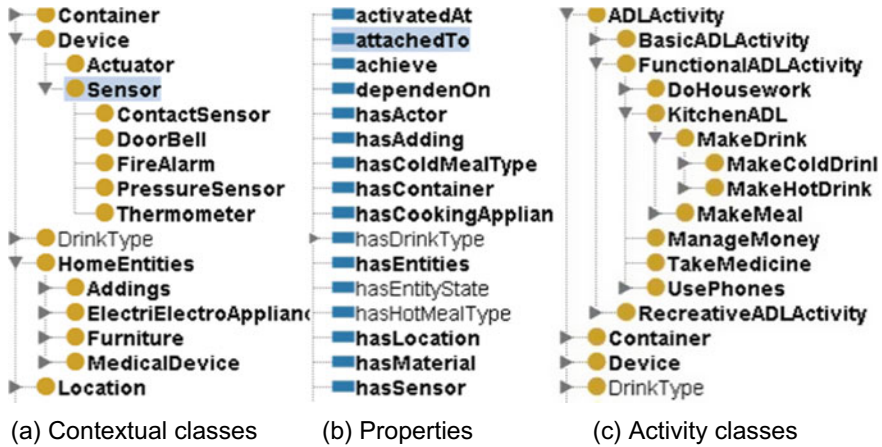 Container
Device
Actuator
Sensor
ContactSensor
DoorBell
FireAlarm
PressureSensor
Thermometer
DrinkType
HomeEntities
Addings
ElectriElectroApplianc
Furniture
MedicalDevice
Location
(a) Contextual classes
activatedAt
attachedTo
achieve
dependenOn
hasActor
hasAdding
hasColdMealType
hasContainer
hasCookingApplian
hasDrinkType
hasEntities
hasEntityState
hasHotMealType
hasLocation
hasMaterial
hasSensor
(b) Properties
ADLActivity
BasicADLActivity
FunctionalADLActivity
DoHousework
KitchenADL
MakeDrink
MakeColdDrinl
MakeHotDrink
MakeMeal
ManageMoney
TakeMedicine
UsePhones
RecreativeADLActivity
Container
Device
DrinkType
(c) Activity classes